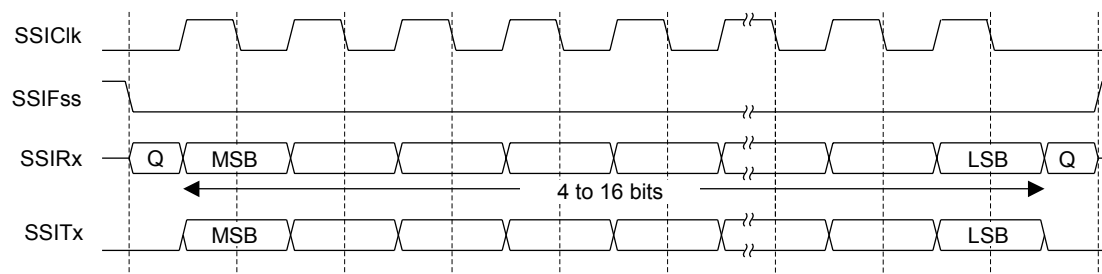 SSIClk
SSIFss
SSIRx Q MSB LSB Q
4 to 16 bits
SSITx MSB LSB